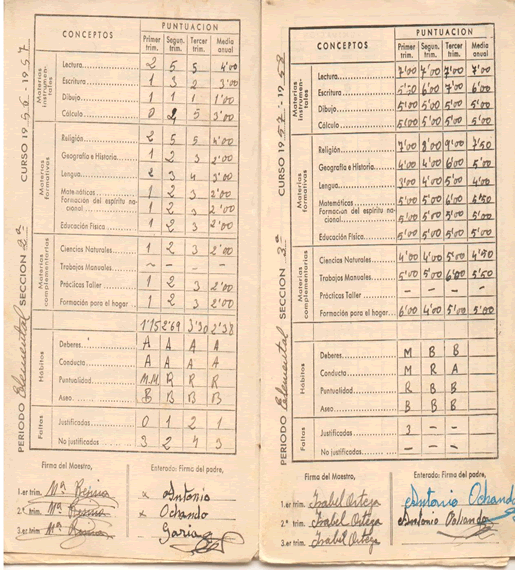 CURSO 1956 - 1957
SECCION 2ª
PERIODO Elemental
CONCEPTOS
PUNTUACION
Primer trim. Segun. trim. Tercer trim. Media anual
Materias instrumentales
Lectura 2 5 5 4'00
Escritura 1 3 2 3'00
Dibujo 1 1 1 1'00
Cálculo 0 2 5 3'00
Materias formativas
Religión 2 5 5 4'00
Geografía e Historia 1 2 3 2'00
Lengua 2 3 4 3'00
Matemáticas 1 2 3 2'00
Formación del espíritu nacional 1 2 3 2'00
Educación Física 1 2 3 2'00
Materias complementarias
Ciencias Naturales 1 2 3 2'00
Trabajos Manuales - - - -
Prácticas Taller 1 2 3 2'00
Formación para el hogar 1 2 3 2'00
1'15 2'69 3'30 2'38
Hábitos
Deberes A A A A
Conducta A A A A
Puntualidad M.M R R R
Aseo B B B B
Faltas
Justificadas 0 1 2 1
No justificadas 3 2 4 3
Firma del Maestro,
Enterado: Firma del padre,
1.er trim. Mª
x Antonio
2.º trim. Mª
x Ochando
3.er trim. Mª
CURSO 1957 - 1958
SECCION 3ª
PERIODO Elemental
CONCEPTOS
PUNTUACION
Primer trim. Segun. trim. Tercer trim. Media anual
Materias instrumentales
Lectura 7'00 7'00 7'00 7'00
Escritura 5'50 6'00 7'00 6'00
Dibujo 5'00 5'00 5'00 5'00
Cálculo 5'00 5'00 5'00 5'00
Materias formativas
Religión 7'00 8'00 9'00 7'50
Geografía e Historia 4'00 4'00 6'00 5'00
Lengua 3'00 4'00 5'00 4'00
Matemáticas 5'00 5'00 6'00 5'50
Formación del espíritu nacional 5'00 5'00 5'00 5'00
Educación Física 5'00 5'00 5'00 5'00
Materias complementarias
Ciencias Naturales 4'00 5'00 4'00 4'50
Trabajos Manuales 5'00 5'00 6'00 5'50
Prácticas Taller - - - -
Formación para el hogar 6'00 4'00 5'00 5'00
Hábitos
Deberes M B B
Conducta M R A
Puntualidad R B B
Aseo B B B
Faltas
Justificadas 3 - -
No justificadas - - -
Firma del Maestro,
Enterado: Firma del padre,
1.er trim. Isabel Ortega
Antonio Ochando
2.º trim. Isabel Ortega
Antonio Ochando
3.er trim. Isabel Ortega